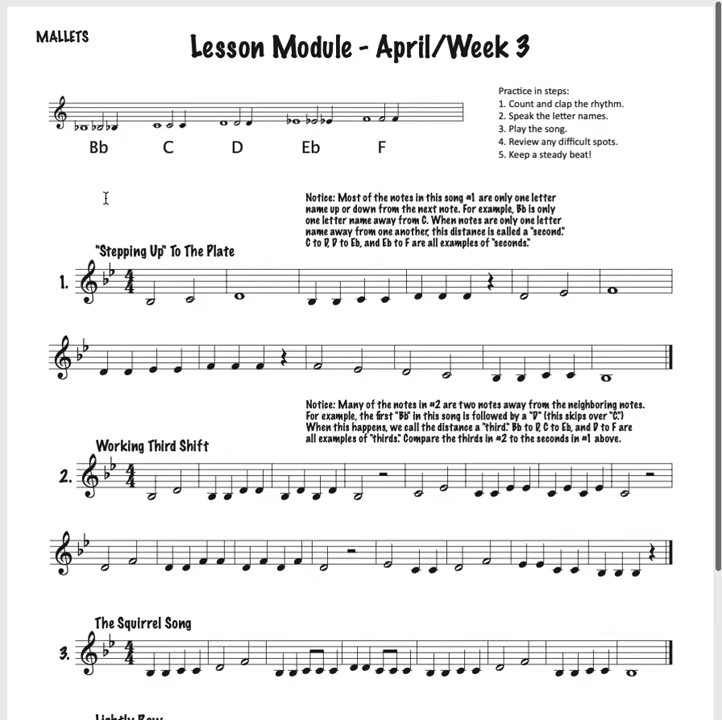 MALLETS
Lesson Module - April/Week 3
Practice in steps:
1. Count and clap the rhythm.
2. Speak the letter names.
3. Play the song.
4. Review any difficult spots.
5. Keep a steady beat!
Bb C D Eb F
Notice: Most of the notes in this song #1 are only one letter
name up or down from the next note. For example, Bb is only
one letter name away from C. When notes are only one letter
name away from one another, this distance is called a "second."
C to D, D to Eb, and Eb to F are all examples of "seconds."
"Stepping Up" To The Plate
1.
4
4
Notice: Many of the notes in #2 are two notes away from the neighboring notes.
For example, the first "Bb" in this song is followed by a "D" (this skips over "C.")
When this happens, we call the distance a "third." Bb to D, C to Eb, and D to F are
all examples of "thirds." Compare the thirds in #2 to the seconds in #1 above.
Working Third Shift
2.
4
4
The Squirrel Song
3.
4
4
Lightly Row